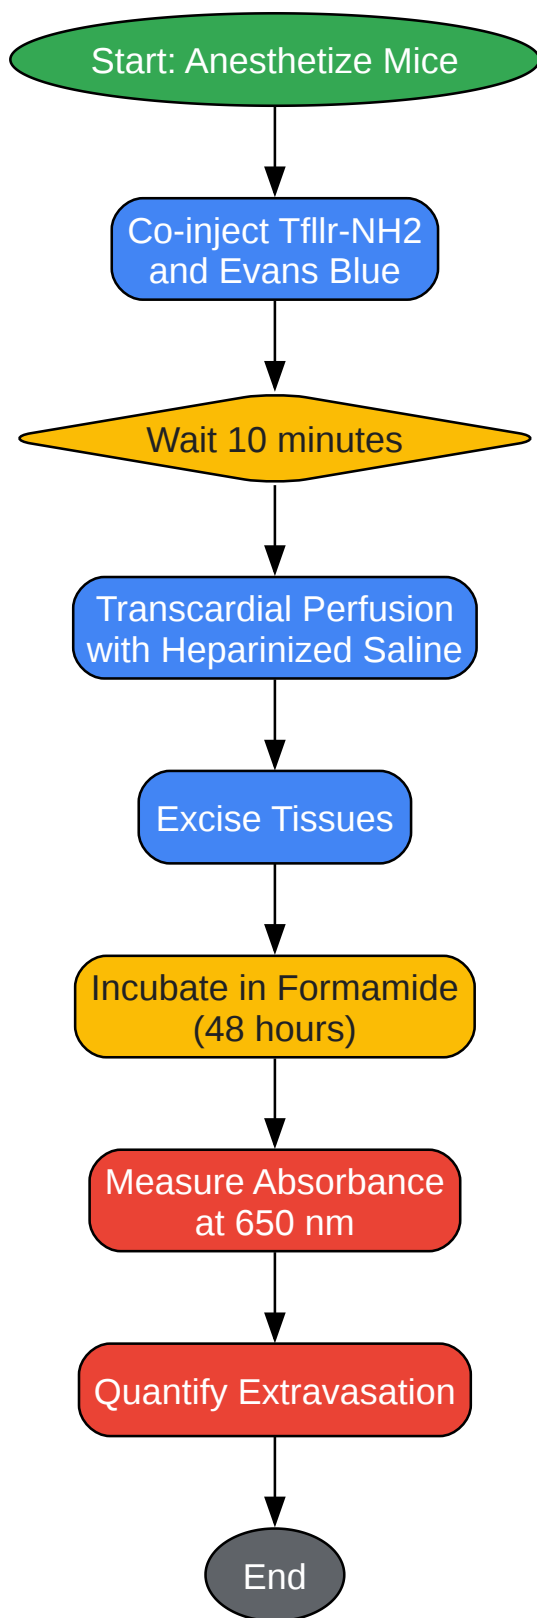 Start: Anesthetize Mice
Co-inject Tfllr-NH2
and Evans Blue
Wait 10 minutes
Transcardial Perfusion
with Heparinized Saline
Excise Tissues
Incubate in Formamide
(48 hours)
Measure Absorbance
at 650 nm
Quantify Extravasation
End